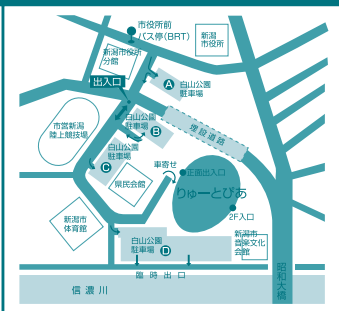 市役所前
バス停(BRT)
新潟
市役所
新潟市役所
分館
出入口
A 白山公園
駐車場
白山公園
駐車場 B
埋設道路
市営新潟
陸上競技場
白山公園
駐車場
C
車寄せ
正面出入口
県民会館
りゅーとぴあ
2F入口
新潟市
体育館
白山公園
駐車場 D
新潟市
音楽文化
会館
臨時出口
昭和大橋
信濃川